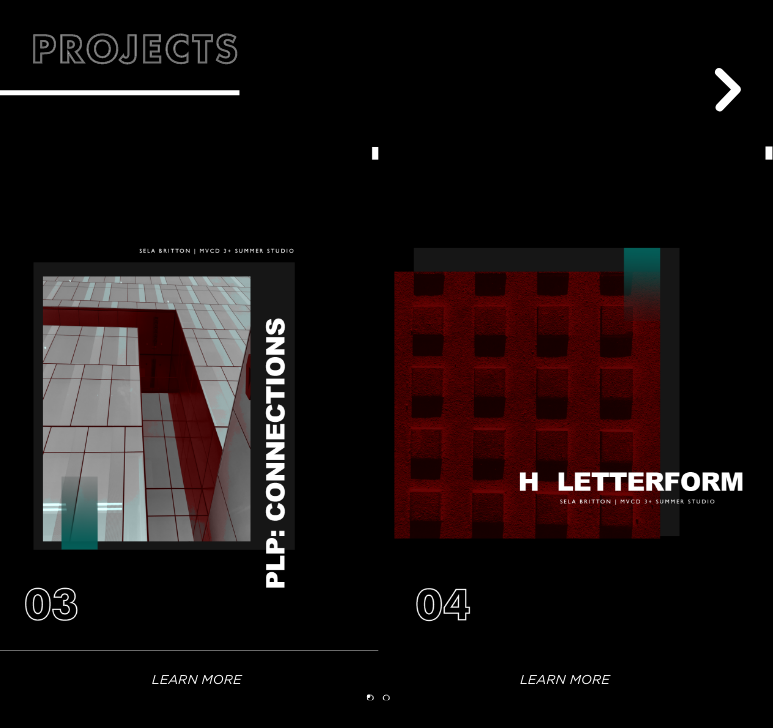 PROJECTS
SELA BRITTON | MVCD 3+ SUMMER STUDIO
PLP: CONNECTIONS
03
LEARN MORE
H LETTERFORM
SELA BRITTON | MVCD 3+ SUMMER STUDIO
04
LEARN MORE